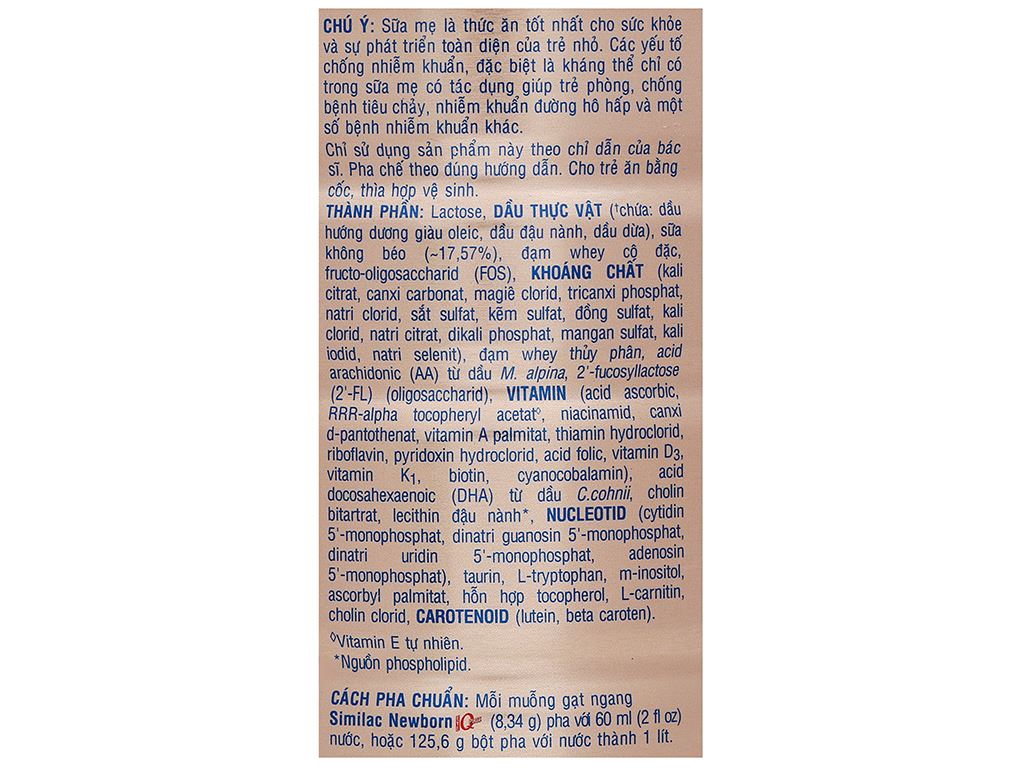 CHÚ Ý: Sữa mẹ là thức ăn tốt nhất cho sức khỏe
và sự phát triển toàn diện của trẻ nhỏ. Các yếu tố
chống nhiễm khuẩn, đặc biệt là kháng thể chỉ có
trong sữa mẹ có tác dụng giúp trẻ phòng, chống
bệnh tiêu chảy, nhiễm khuẩn đường hô hấp và một
số bệnh nhiễm khuẩn khác.
Chỉ sử dụng sản phẩm này theo chỉ dẫn của bác
sĩ. Pha chế theo đúng hướng dẫn. Cho trẻ ăn bằng
cốc, thìa hợp vệ sinh.
THÀNH PHẦN: Lactose, DẦU THỰC VẬT (†chứa: dầu
hướng dương giàu oleic, dầu đậu nành, dầu dừa), sữa
không béo (~17,57%), đạm whey cô đặc,
fructo-oligosaccharid (FOS), KHOÁNG CHẤT (kali
citrat, canxi carbonat, magiê clorid, tricanxi phosphat,
natri clorid, sắt sulfat, kẽm sulfat, đồng sulfat, kali
clorid, natri citrat, dikali phosphat, mangan sulfat, kali
iodid, natri selenit), đạm whey thủy phân, acid
arachidonic (AA) từ dầu M. alpina, 2'-fucosyllactose
(2'-FL) (oligosaccharid), VITAMIN (acid ascorbic,
RRR-alpha tocopheryl acetat◊, niacinamid, canxi
d-pantothenat, vitamin A palmitat, thiamin hydroclorid,
riboflavin, pyridoxin hydroclorid, acid folic, vitamin D3,
vitamin K1, biotin, cyanocobalamin), acid
docosahexaenoic (DHA) từ dầu C.cohnii, cholin
bitartrat, lecithin đậu nành*, NUCLEOTID (cytidin
5'-monophosphat, dinatri guanosin 5'-monophosphat,
dinatri uridin 5'-monophosphat, adenosin
5'-monophosphat), taurin, L-tryptophan, m-inositol,
ascorbyl palmitat, hỗn hợp tocopherol, L-carnitin,
cholin clorid, CAROTENOID (lutein, beta caroten).
◊Vitamin E tự nhiên.
*Nguồn phospholipid.
CÁCH PHA CHUẨN: Mỗi muỗng gạt ngang
Similac Newborn IQ (8,34 g) pha với 60 ml (2 fl oz)
nước, hoặc 125,6 g bột pha với nước thành 1 lít.